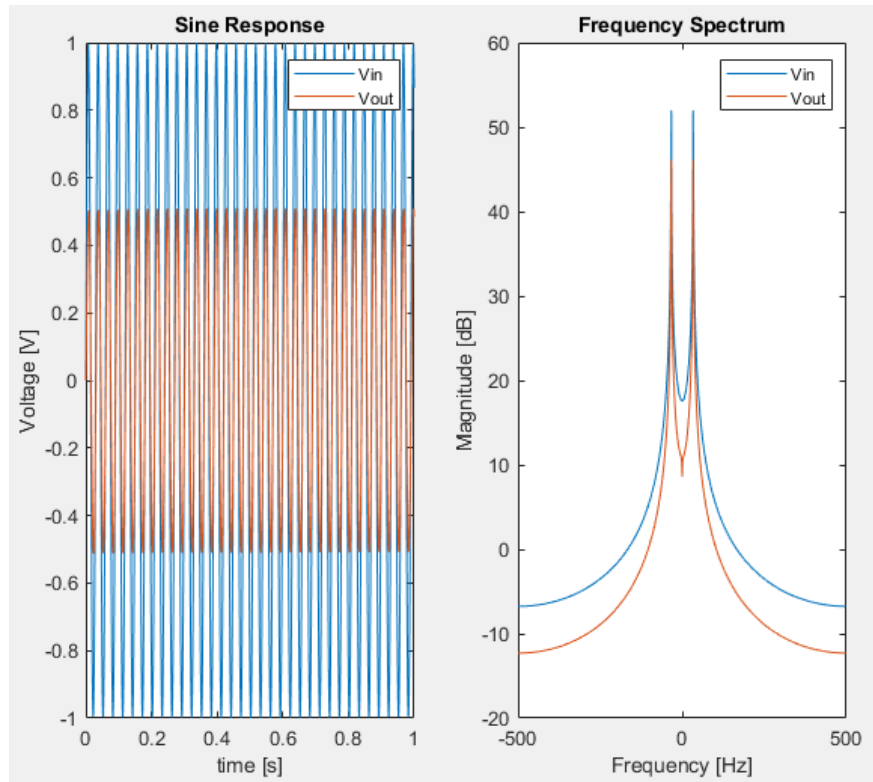 Sine Response
Vin
Vout
1
0.8
0.6
0.4
0.2
0
-0.2
-0.4
-0.6
-0.8
-1
Voltage [V]
0
0.2
0.4
0.6
0.8
1
time [s]
Frequency Spectrum
Vin
Vout
60
50
40
30
20
10
0
-10
-20
Magnitude [dB]
-500
0
500
Frequency [Hz]